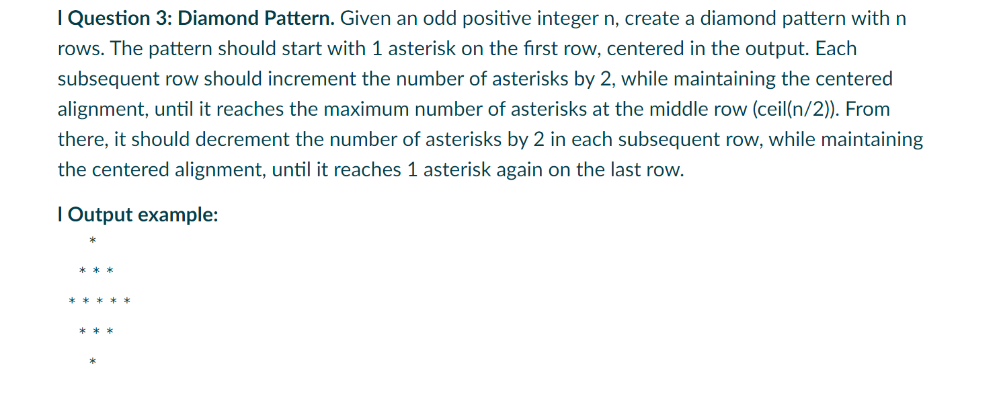 I Question 3: Diamond Pattern. Given an odd positive integer n, create a diamond pattern with n
rows. The pattern should start with 1 asterisk on the first row, centered in the output. Each
subsequent row should increment the number of asterisks by 2, while maintaining the centered
alignment, until it reaches the maximum number of asterisks at the middle row (ceil(n/2)). From
there, it should decrement the number of asterisks by 2 in each subsequent row, while maintaining
the centered alignment, until it reaches 1 asterisk again on the last row.
I Output example:
*
* * *
* * * * *
* * *
*